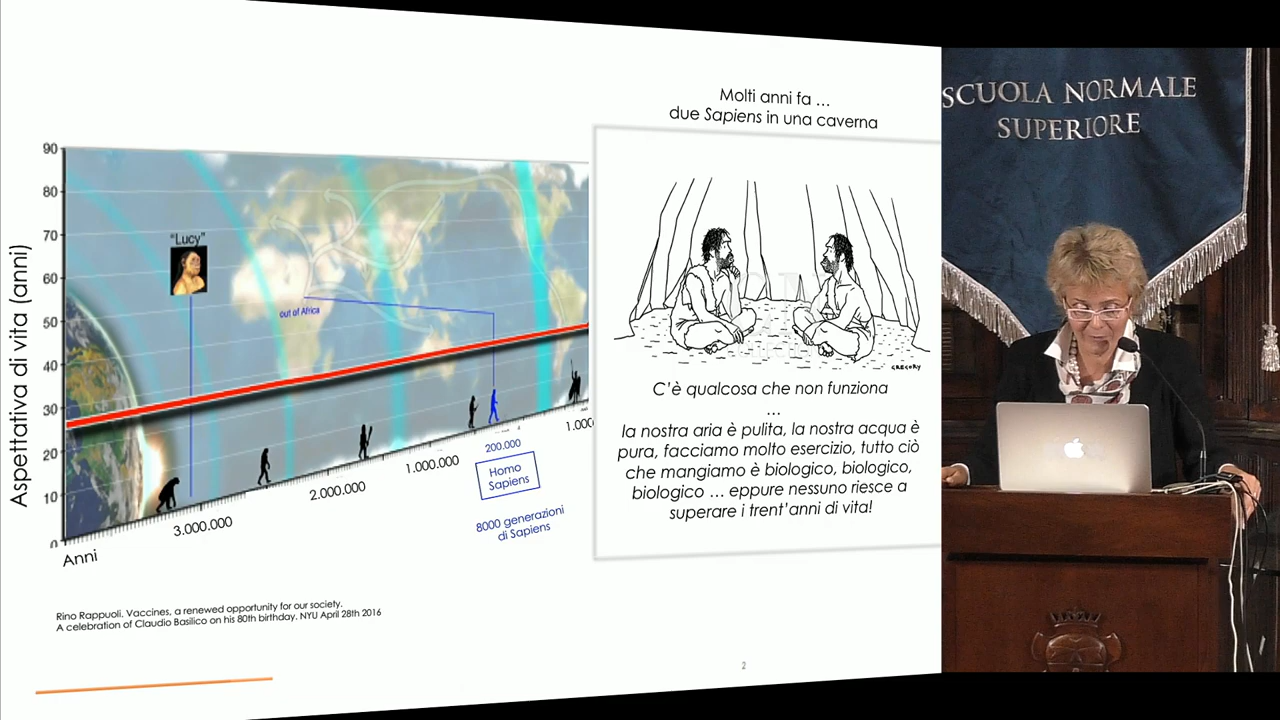 Molti anni fa ...
due Sapiens in una caverna
90
80
70
60
50
40
30
20
10
0
Aspettativa di vita (anni)
"Lucy"
out of Africa
Anni
3.000.000
2.000.000
1.000.000
200.000
1.000
Homo
Sapiens
8000 generazioni
di Sapiens
GREGORY
C'è qualcosa che non funziona
...
la nostra aria è pulita, la nostra acqua è
pura, facciamo molto esercizio, tutto ciò
che mangiamo è biologico, biologico,
biologico ... eppure nessuno riesce a
superare i trent'anni di vita!
Rino Rappuoli. Vaccines, a renewed opportunity for our society.
A celebration of Claudio Basilico on his 80th birthday. NYU April 28th 2016
2
SCUOLA NORMALE
SUPERIORE